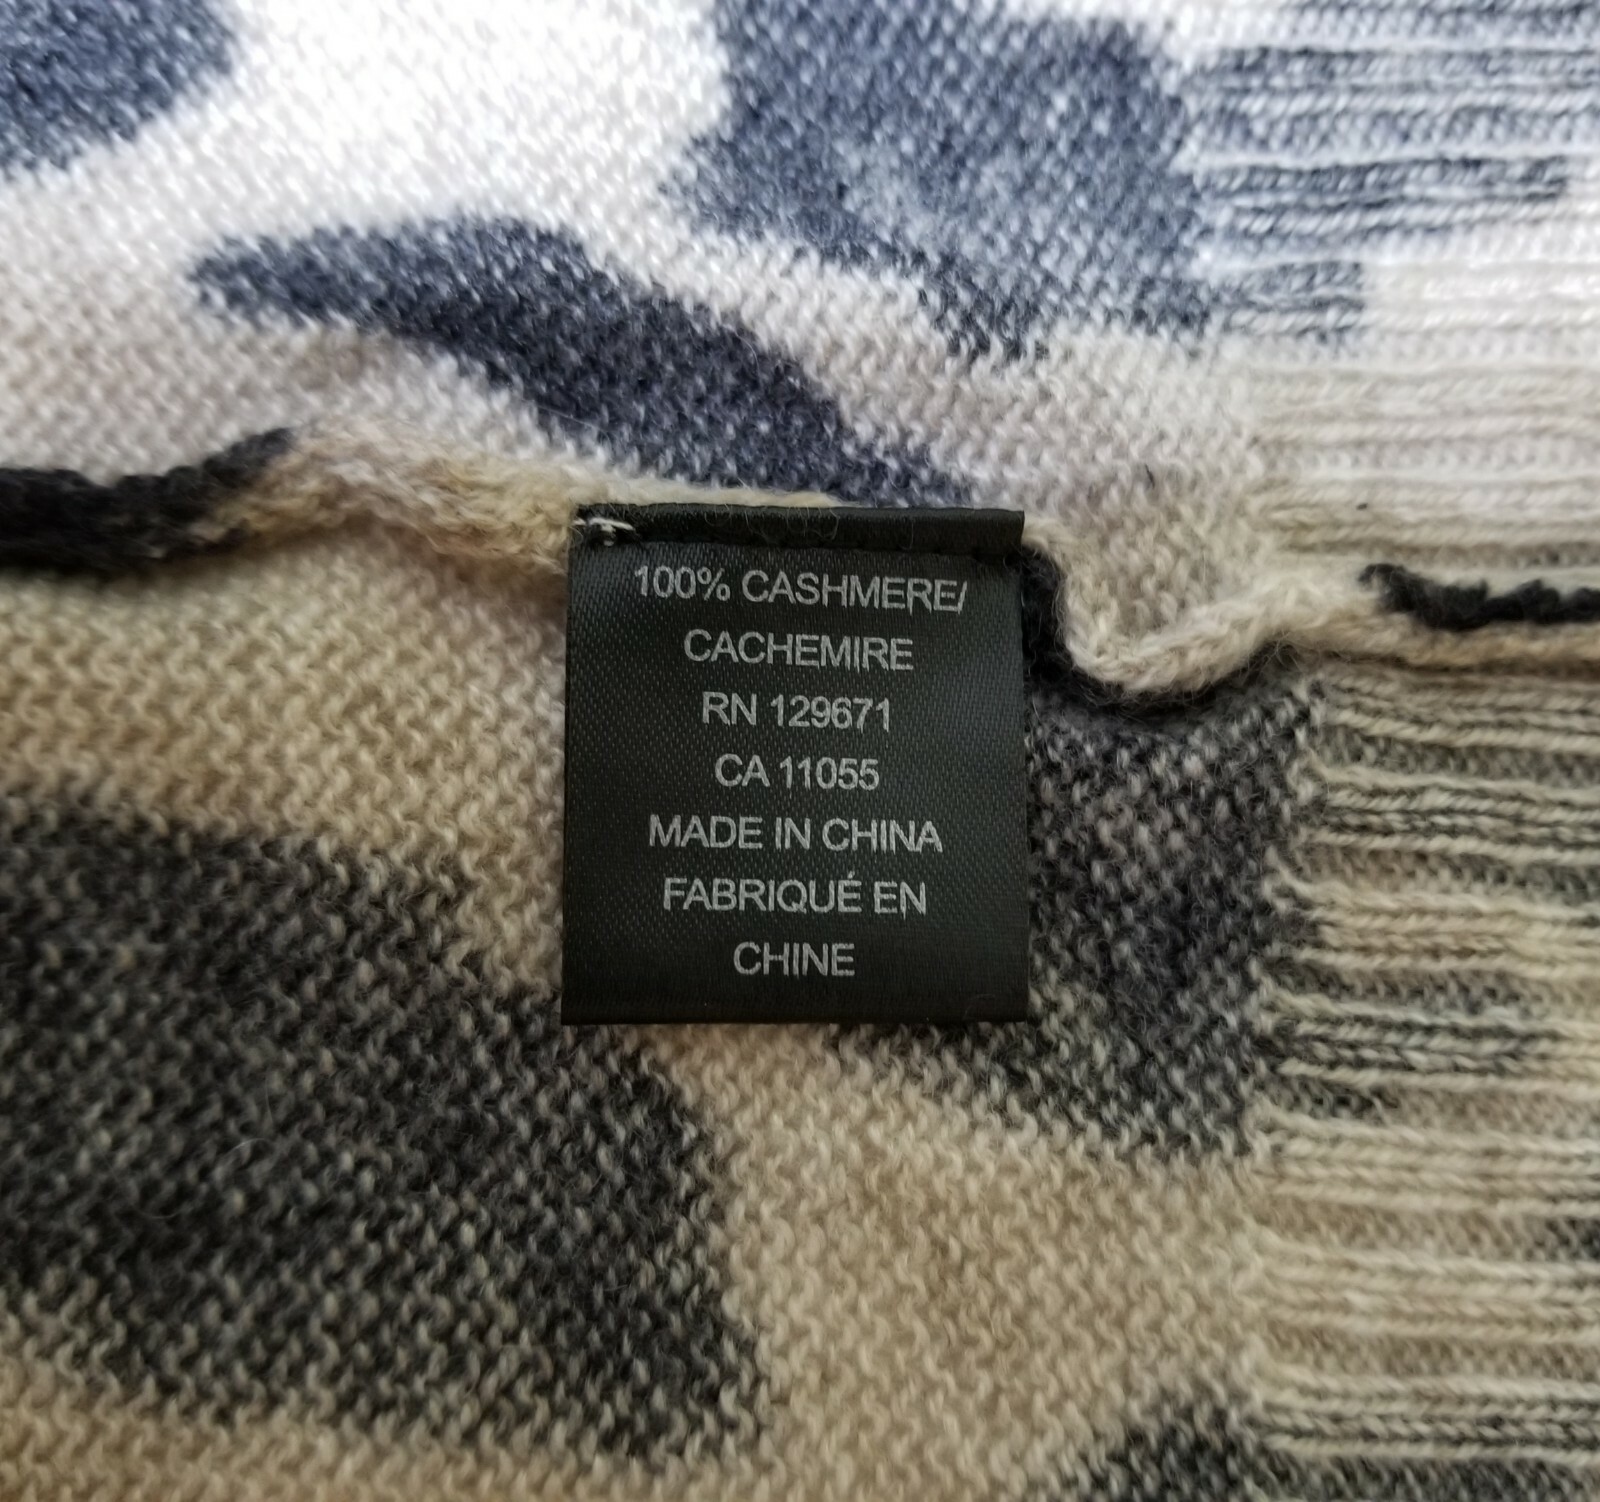 100% CASHMERE/
CACHEMIRE
RN 129671
CA 11055
MADE IN CHINA
FABRIQUÉ EN
CHINE